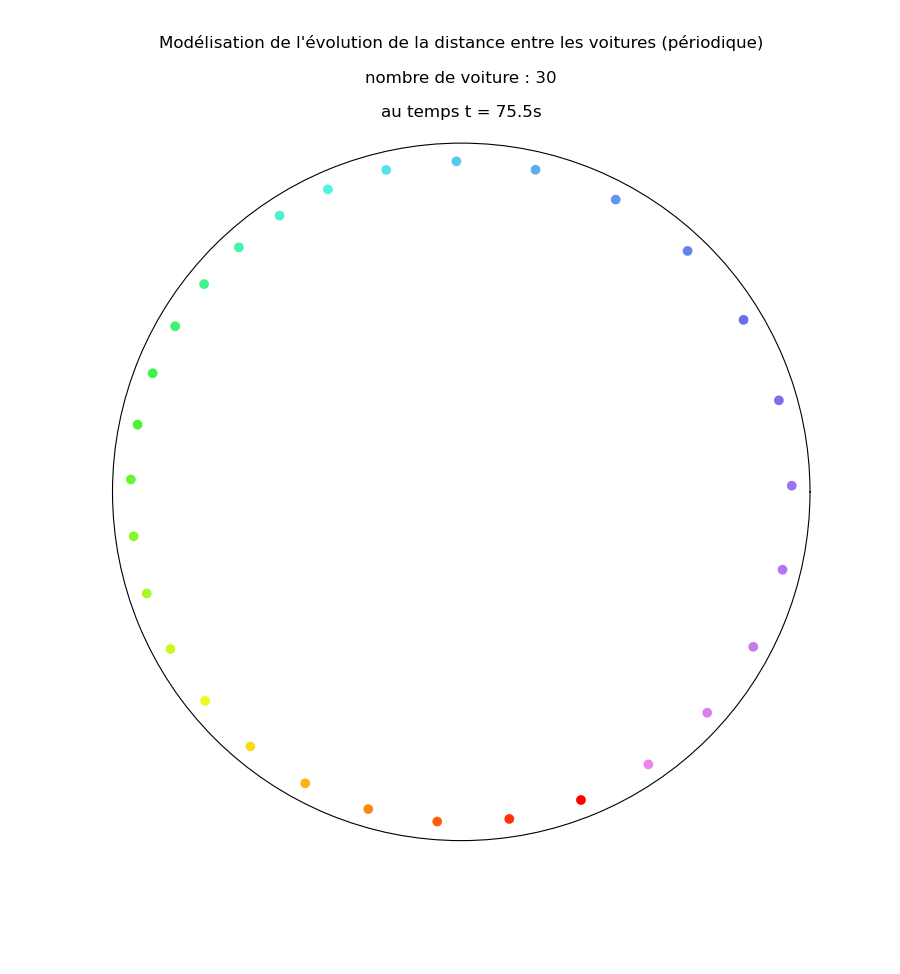 Modélisation de l'évolution de la distance entre les voitures (périodique)
nombre de voiture : 30
au temps t = 75.5s